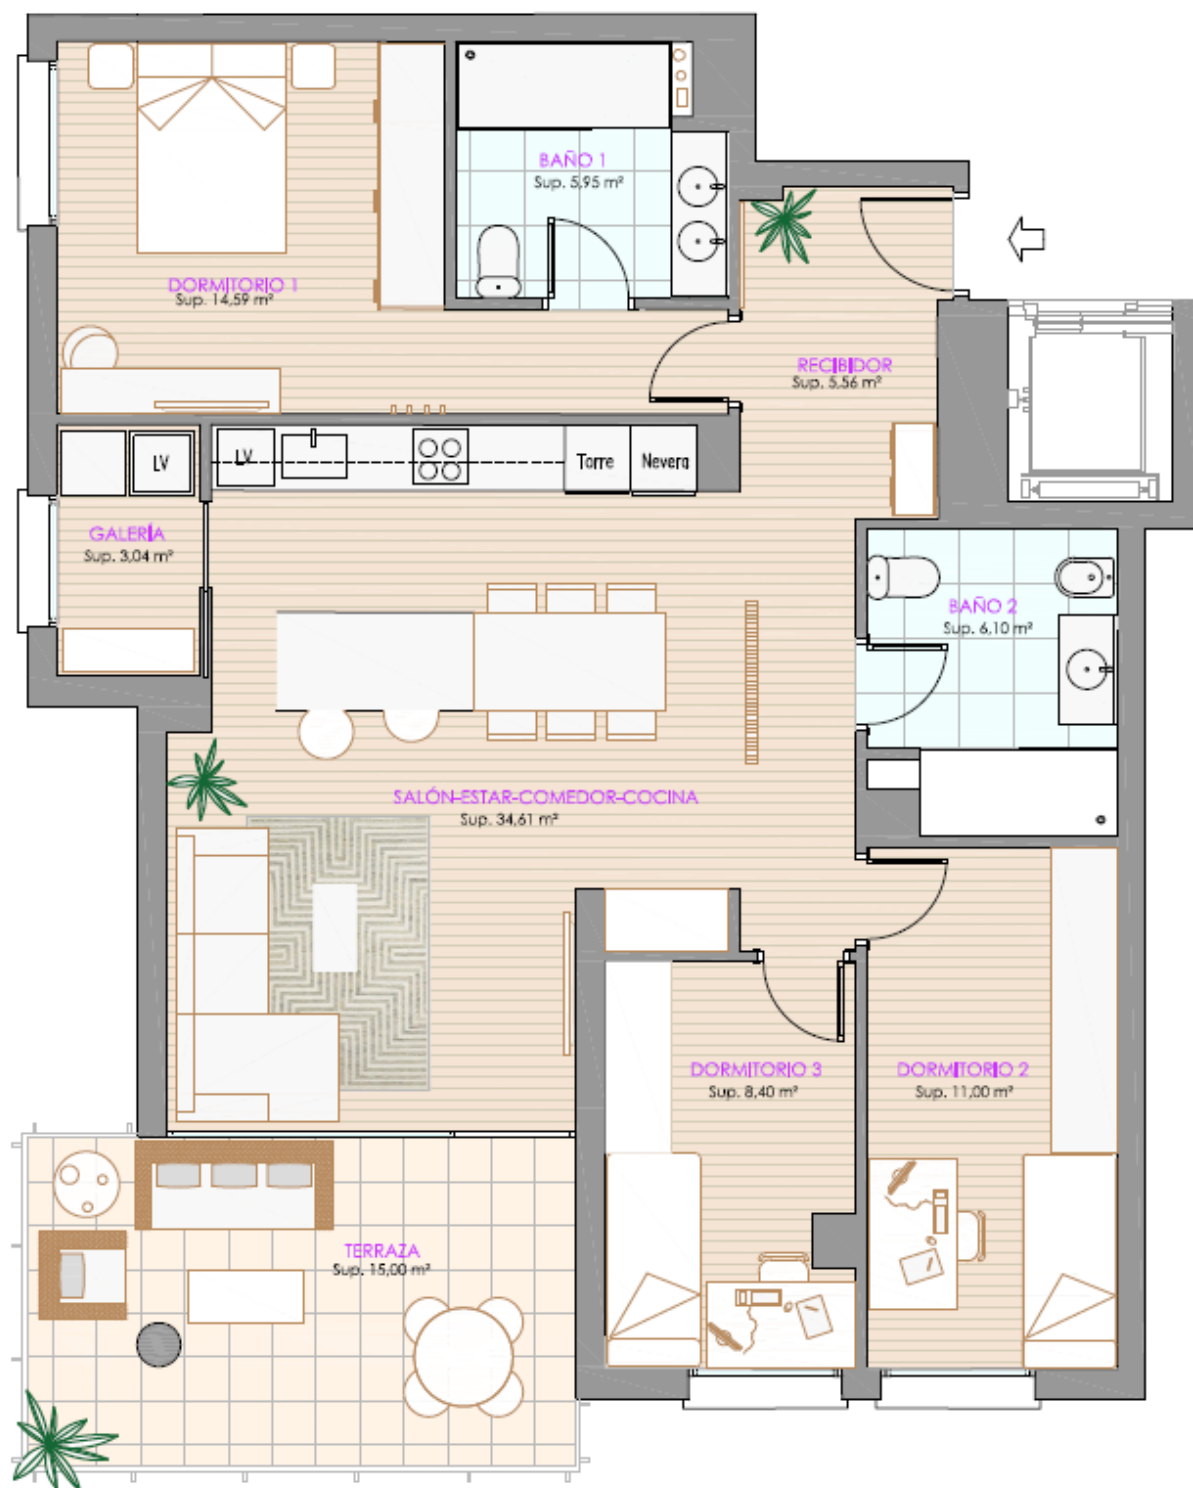 BAÑO 1
Sup. 5,95 m²
DORMITORIO 1
Sup. 14,59 m²
RECIBIDOR
Sup. 5,56 m²
LV
LV
Torre
Nevera
GALERÍA
Sup. 3,04 m²
BAÑO 2
Sup. 6,10 m²
SALÓN-ESTAR-COMEDOR-COCINA
Sup. 34,61 m²
DORMITORIO 3
Sup. 8,40 m²
DORMITORIO 2
Sup. 11,00 m²
TERRAZA
Sup. 15,00 m²